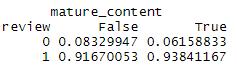 mature_content
review False True
0 0.08329947 0.06158833
1 0.91670053 0.93841167